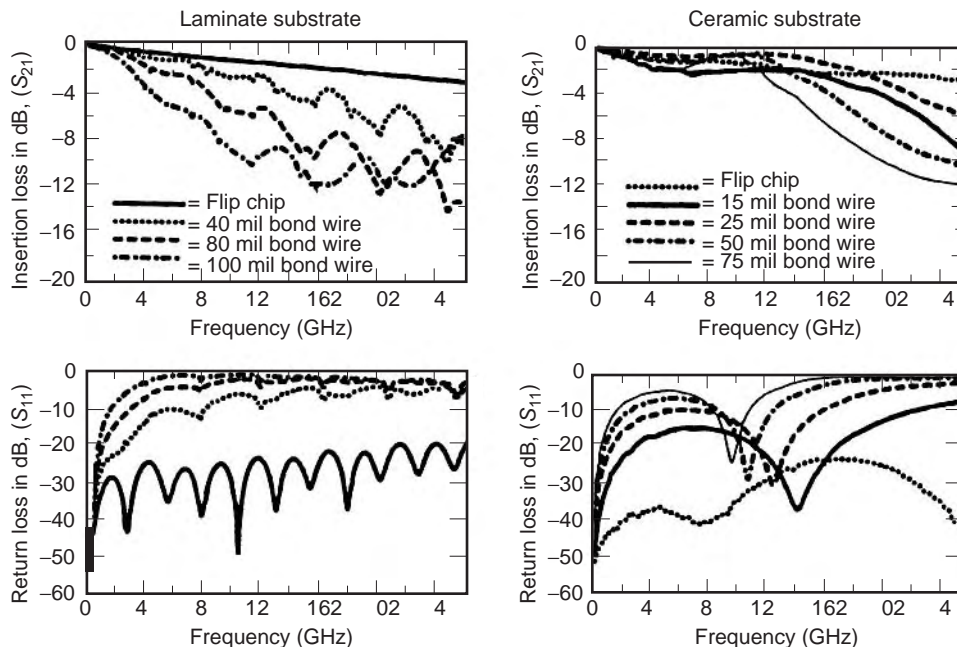 Laminate substrate
Insertion loss in dB, (S21)
0
–4
–8
–12
–16
–20
= Flip chip
= 40 mil bond wire
= 80 mil bond wire
= 100 mil bond wire
0 4 8 12 162 02 4
Frequency (GHz)
Ceramic substrate
Insertion loss in dB, (S21)
0
–4
–8
–12
–16
–20
= Flip chip
= 15 mil bond wire
= 25 mil bond wire
= 50 mil bond wire
= 75 mil bond wire
0 4 8 12 162 02 4
Frequency (GHz)
Return loss in dB, (S11)
0
–10
–20
–30
–40
–50
–60
0 4 8 12 162 02 4
Frequency (GHz)
Return loss in dB, (S11)
0
–10
–20
–30
–40
–50
–60
0 4 8 12 162 02 4
Frequency (GHz)